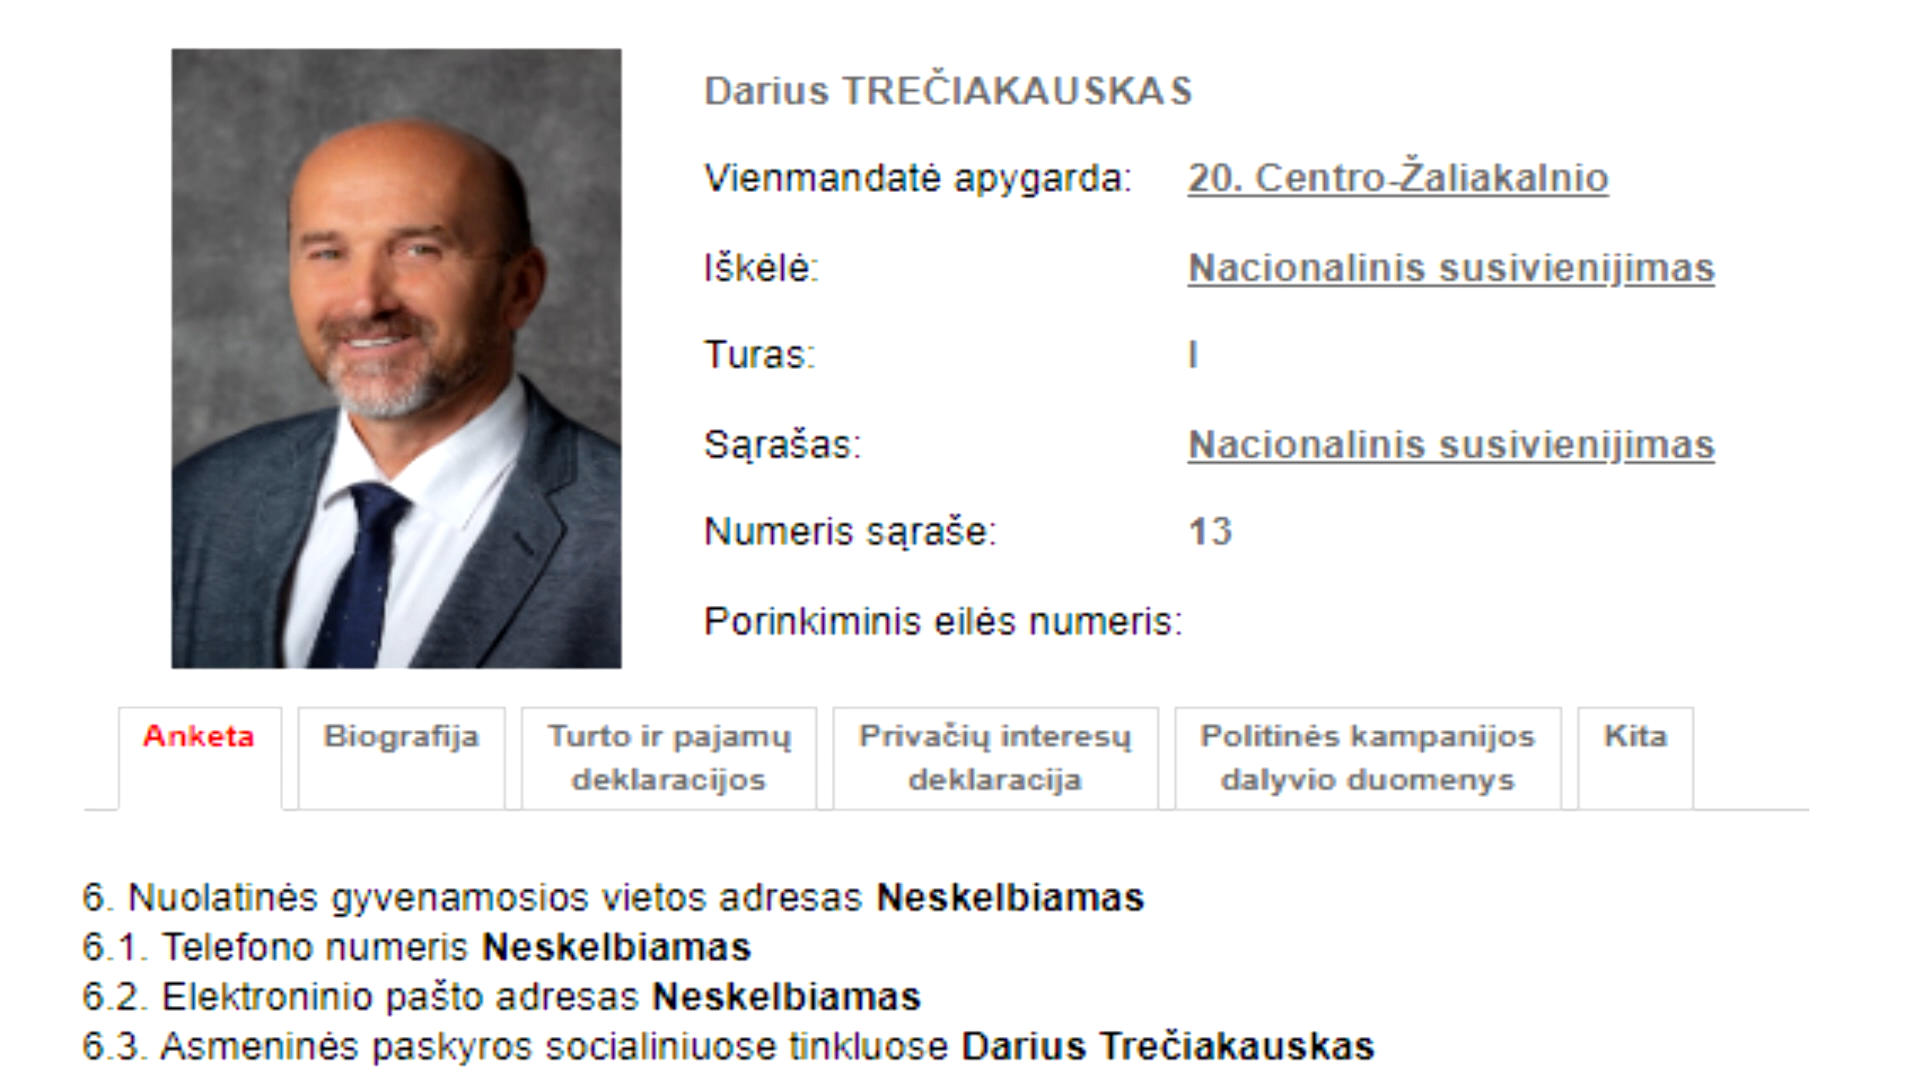 Darius TREČIAKAUSKAS
Vienmandatė apygarda: 20. Centro-Žaliakalnio
Iškėlė: Nacionalinis susivienijimas
Turas: I
Sąrašas: Nacionalinis susivienijimas
Numeris sąraše: 13
Porinkiminis eilės numeris:
Anketa
Biografija
Turto ir pajamų
deklaracijos
Privačių interesų
deklaracija
Politinės kampanijos
dalyvio duomenys
Kita
6. Nuolatinės gyvenamosios vietos adresas Neskelbiamas
6.1. Telefono numeris Neskelbiamas
6.2. Elektroninio pašto adresas Neskelbiamas
6.3. Asmeninės paskyros socialiniuose tinkluose Darius Trečiakauskas